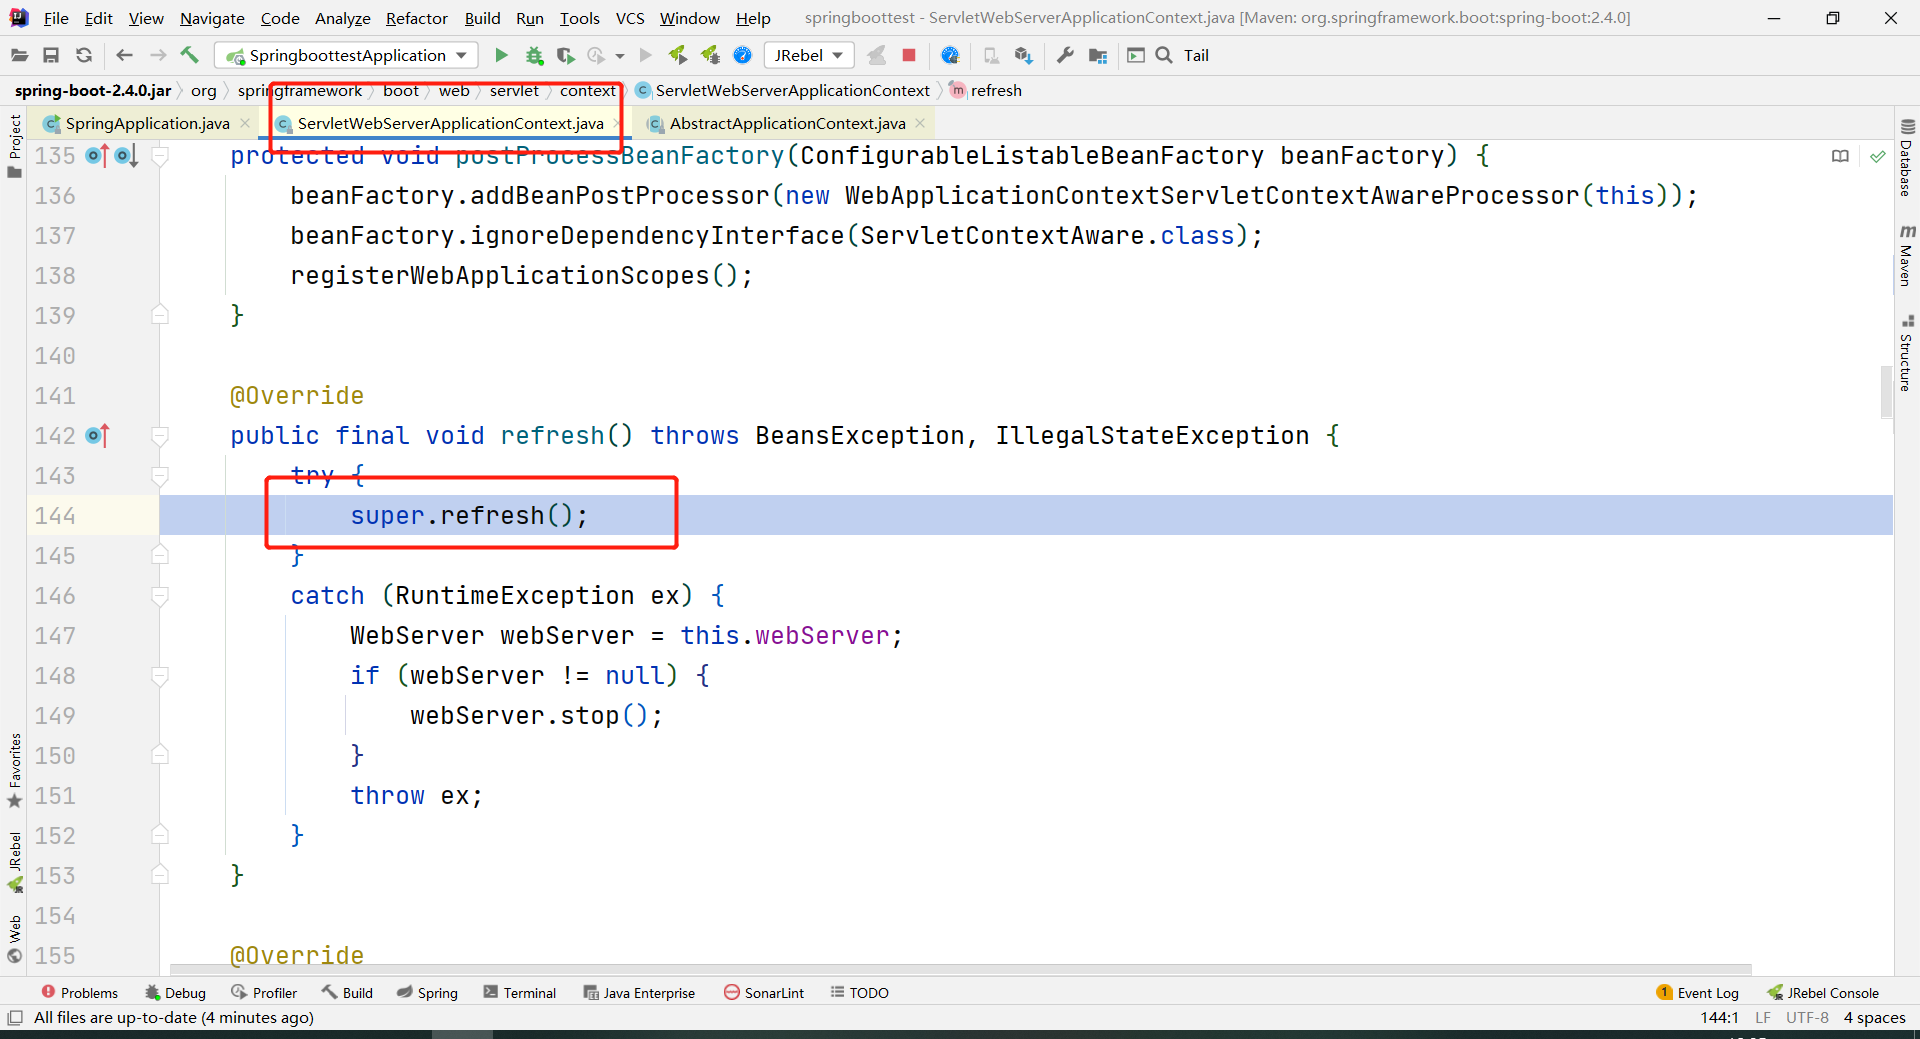 File Edit View Navigate Code Analyze Refactor Build Run Tools VCS Window Help springboottest - ServletWebServerApplicationContext.java [Maven: org.springframework.boot:spring-boot:2.4.0]
SpringboottestApplication JRebel Tail
spring-boot-2.4.0.jar org springframework boot web servlet context ServletWebServerApplicationContext refresh
SpringApplication.java ServletWebServerApplicationContext.java AbstractApplicationContext.java
135 protected void postProcessBeanFactory(ConfigurableListableBeanFactory beanFactory) {
136 beanFactory.addBeanPostProcessor(new WebApplicationContextServletContextAwareProcessor(this));
137 beanFactory.ignoreDependencyInterface(ServletContextAware.class);
138 registerWebApplicationScopes();
139 }
140
141 @Override
142 public final void refresh() throws BeansException, IllegalStateException {
143 try {
144 super.refresh();
145 }
146 catch (RuntimeException ex) {
147 WebServer webServer = this.webServer;
148 if (webServer != null) {
149 webServer.stop();
150 }
151 throw ex;
152 }
153 }
154
155 @Override
Project
Favorites
JRebel
Web
Database
Maven
Structure
Problems Debug Profiler Build Spring Terminal Java Enterprise SonarLint TODO 1 Event Log JRebel Console
All files are up-to-date (4 minutes ago) 144:1 LF UTF-8 4 spaces